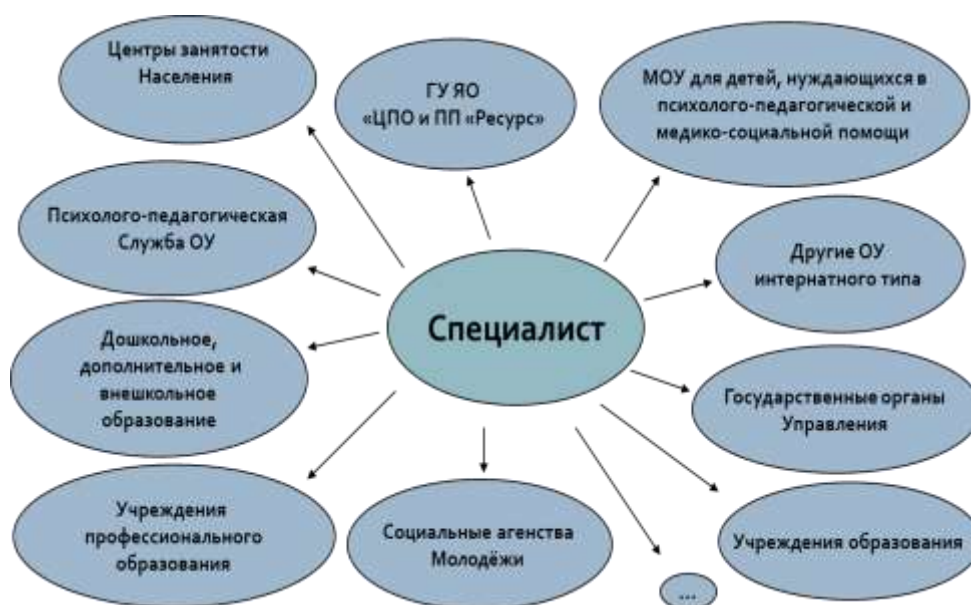 Центры занятости
Населения
ГУ ЯО
«ЦПО и ПП «Ресурс»
МОУ для детей, нуждающихся в
психолого-педагогической и
медико-социальной помощи
Психолого-педагогическая
Служба ОУ
Другие ОУ
интернатного типа
Специалист
Дошкольное,
дополнительное и
внешкольное
образование
Государственные органы
Управления
Учреждения
профессионального
образования
Социальные агенства
Молодёжи
Учреждения образования
...